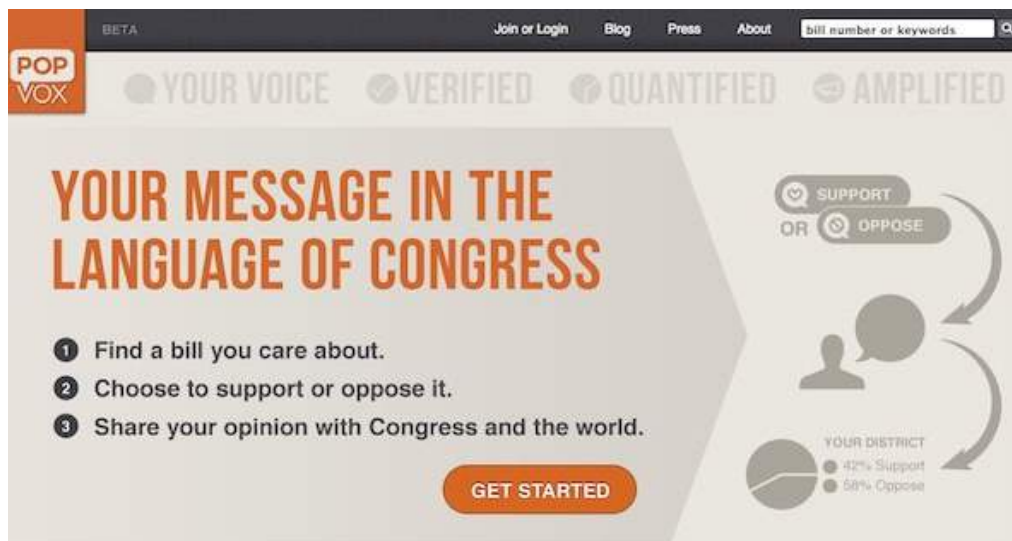 BETA
Join or Login Blog Press About bill number or keywords
POP
VOX
YOUR VOICE VERIFIED QUANTIFIED AMPLIFIED
YOUR MESSAGE IN THE
LANGUAGE OF CONGRESS
1 Find a bill you care about.
2 Choose to support or oppose it.
3 Share your opinion with Congress and the world.
GET STARTED
SUPPORT
OR OPPOSE
YOUR DISTRICT
42% Support
58% Oppose